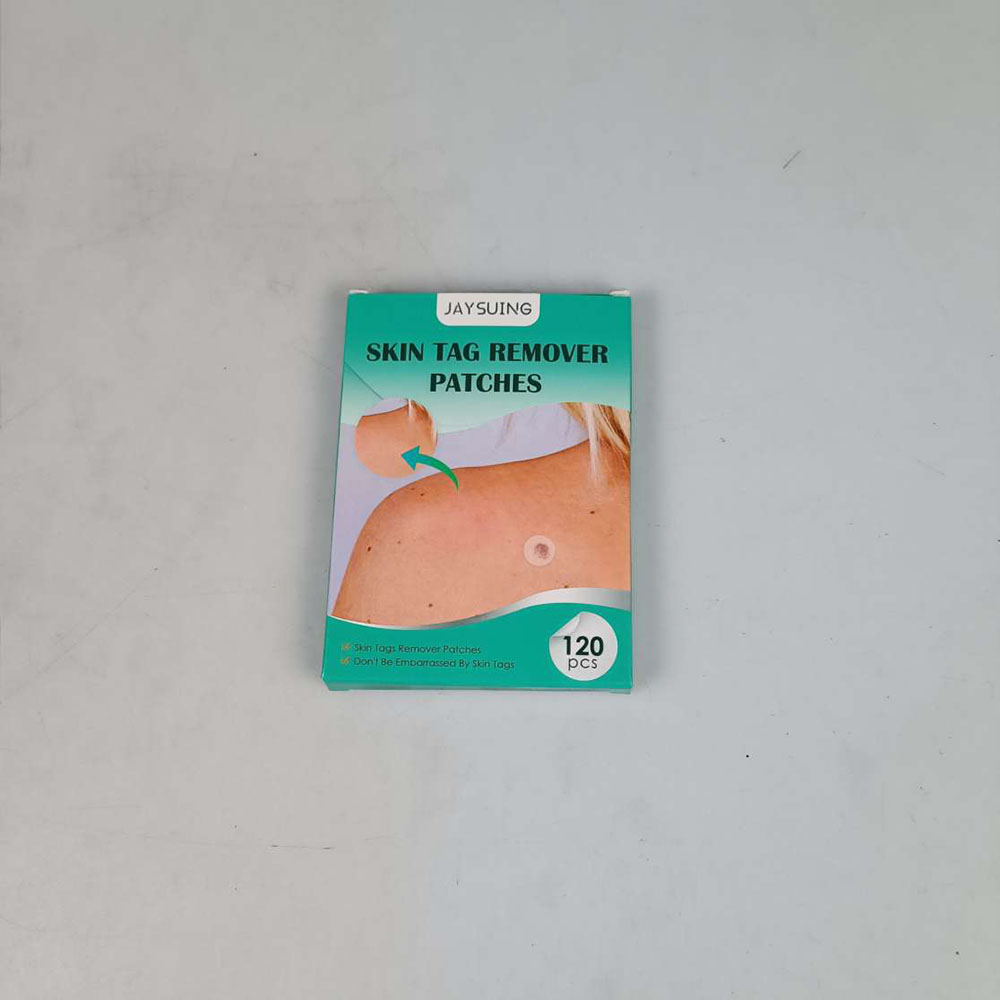 JAYSUING
SKIN TAG REMOVER
PATCHES
Skin Tags Remover Patches
Don't Be Embarrassed By Skin Tags
120
pcs